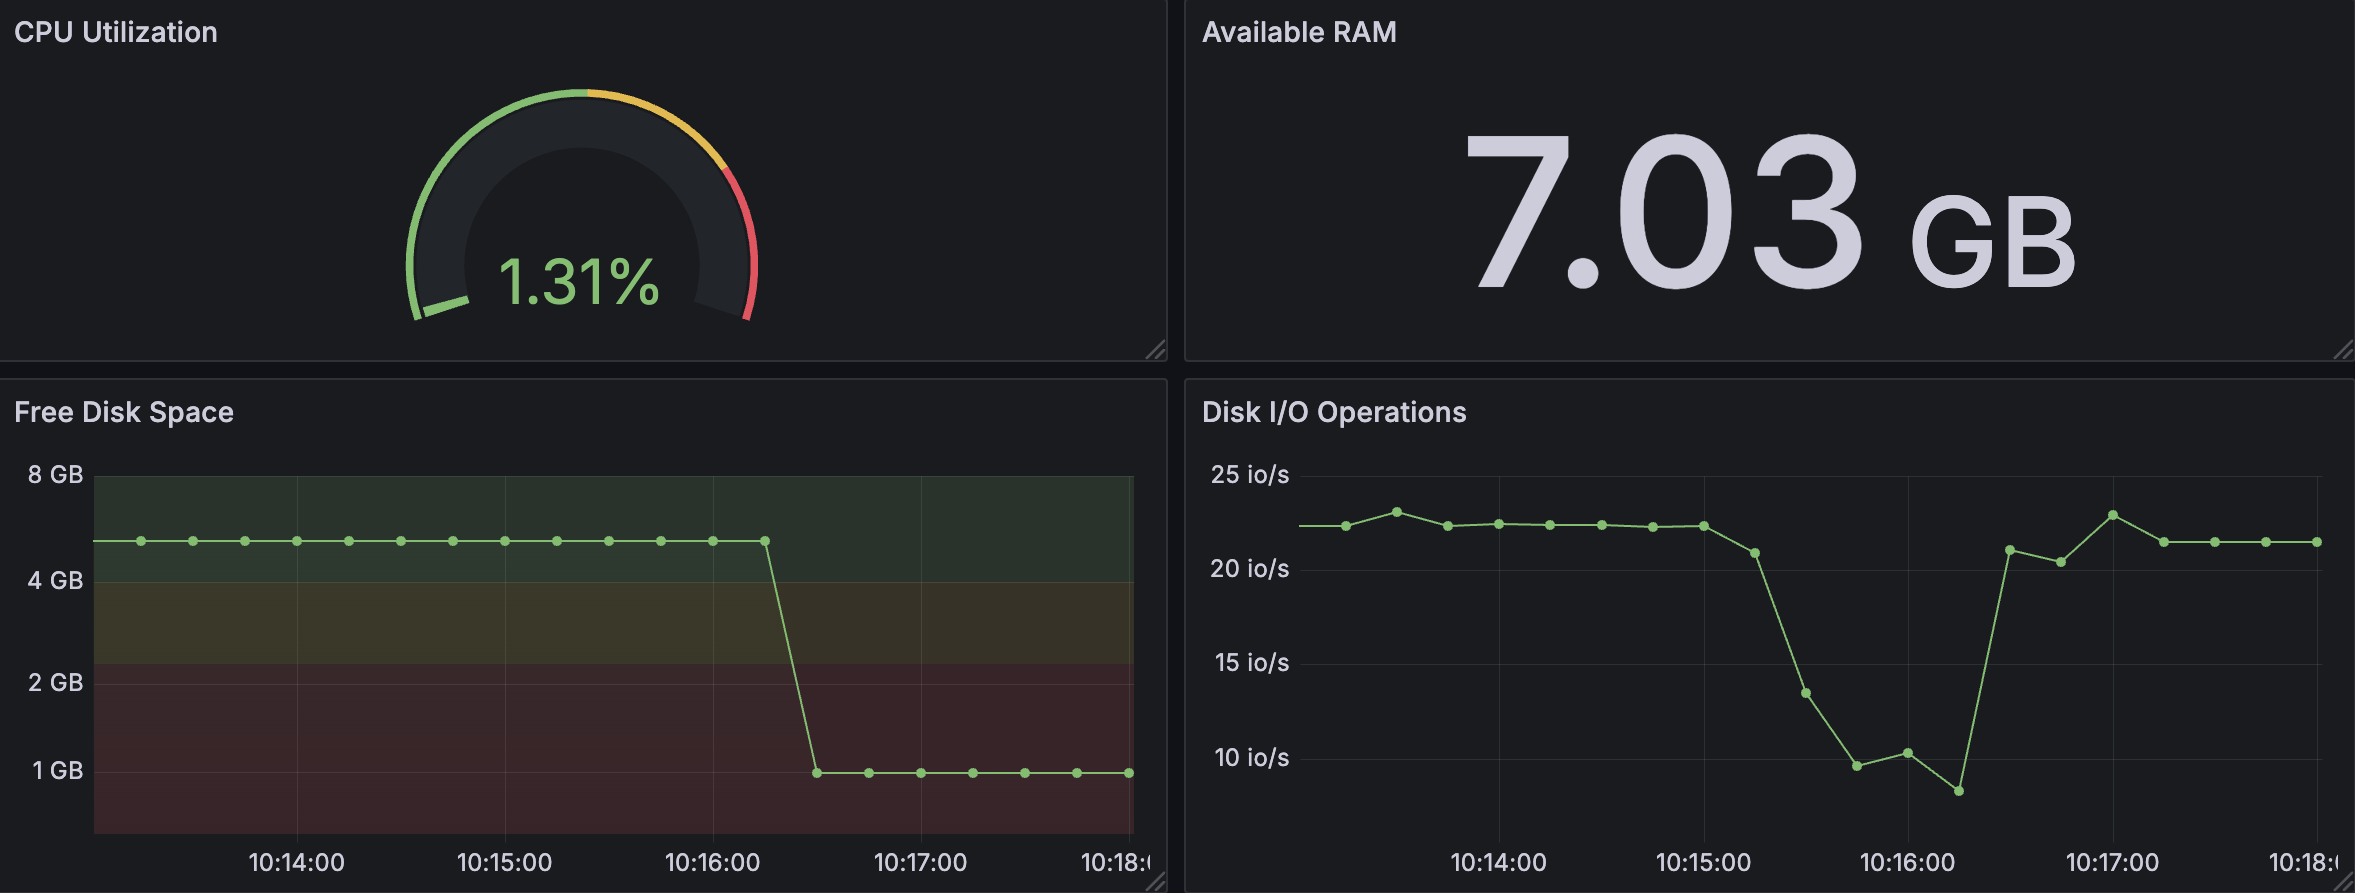 CPU Utilization
1.31%
Available RAM
7.03 GB
Free Disk Space
8 GB
4 GB
2 GB
1 GB
10:14:00
10:15:00
10:16:00
10:17:00
10:18:
Disk I/O Operations
25 io/s
20 io/s
15 io/s
10 io/s
10:14:00
10:15:00
10:16:00
10:17:00
10:18: